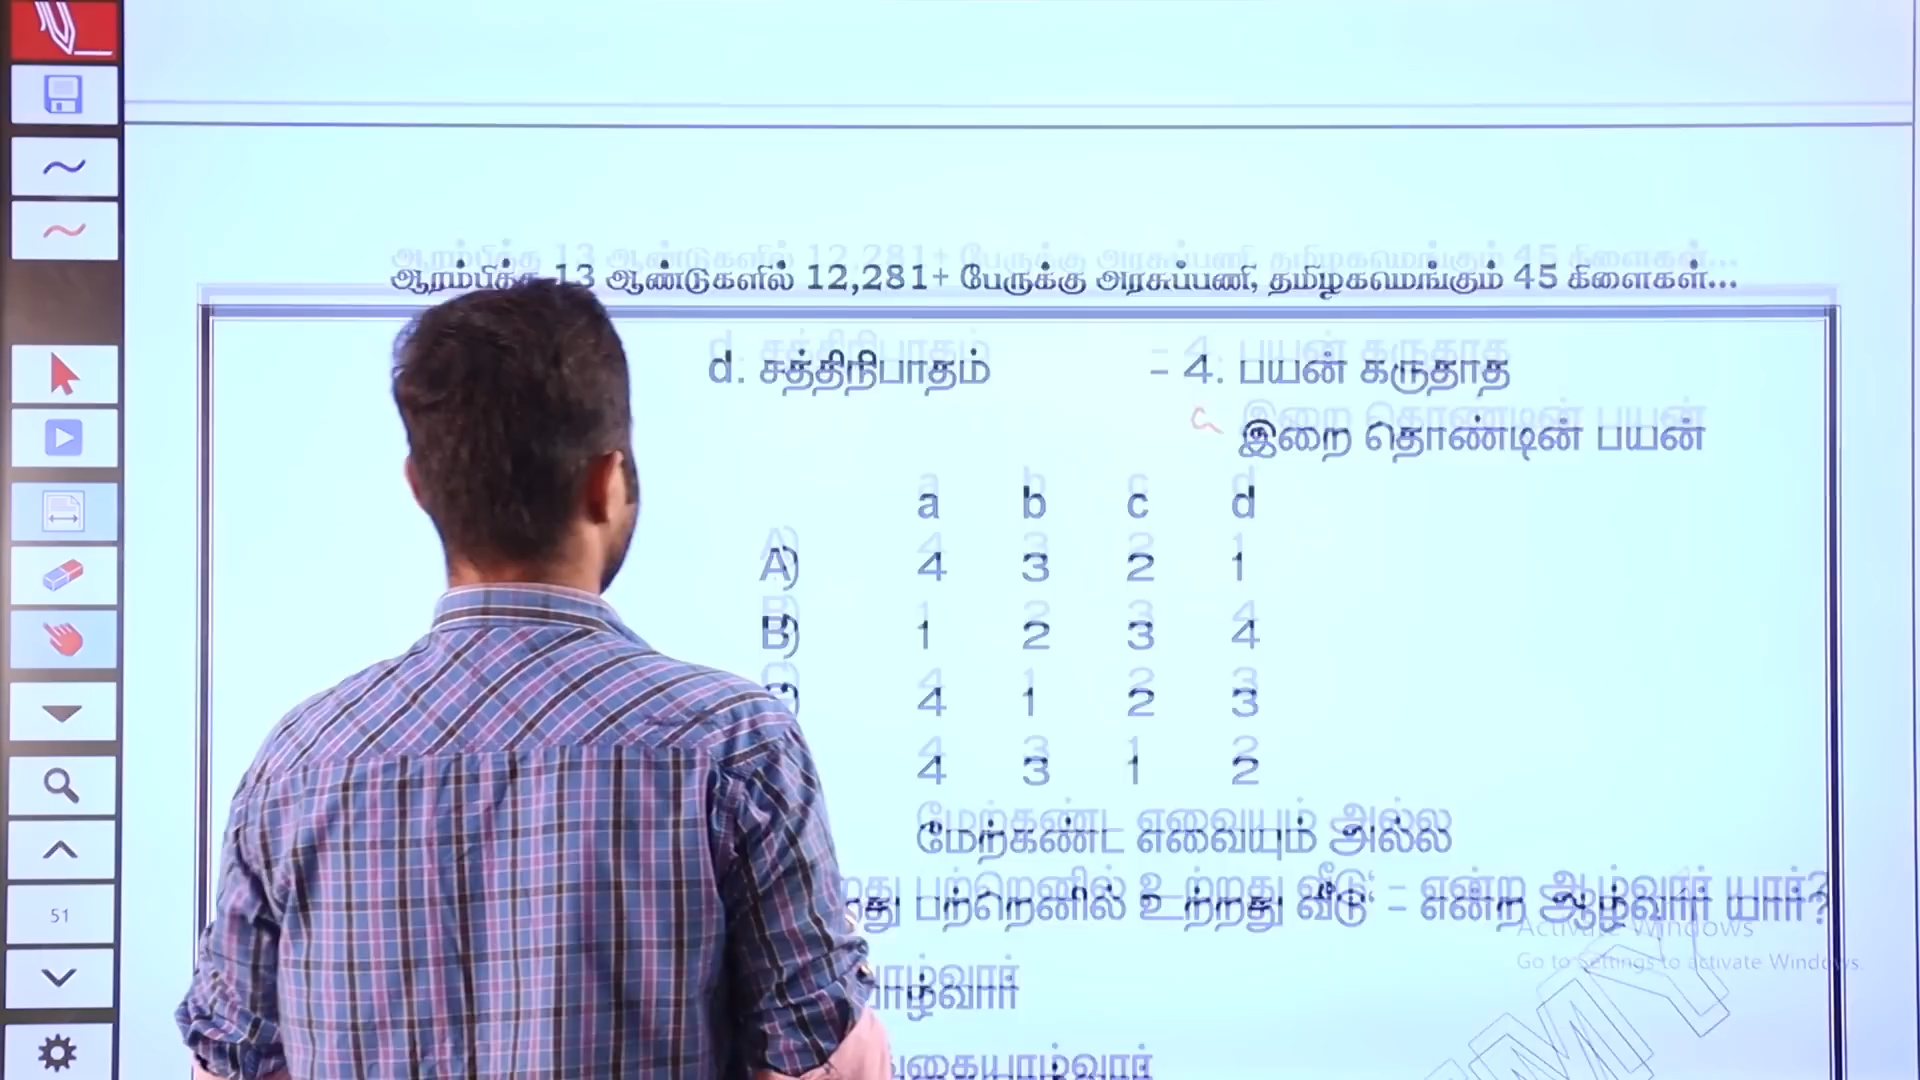 ஆரம்பித்த 13 ஆண்டுகளில் 12,281+ பேருக்கு அரசுப்பணி, தமிழகமெங்கும் 45 கிளைகள்...
d. சத்திநிபாதம் – 4. பயன் கருதாத
இறை தொண்டின் பயன்
a b c d
A) 4 3 2 1
B) 1 2 3 4
4 1 2 3
4 3 1 2
மேற்கண்ட எவையும் அல்ல
பற்றெனில் உற்றது வீடு‘ – என்ற ஆழ்வார் யார்?
Activate Windows
Go to Settings to activate Windows.
51